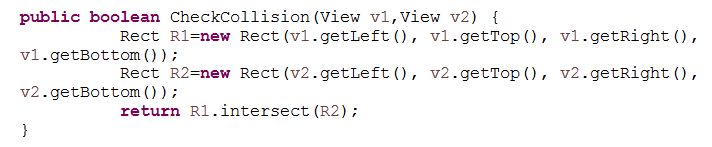 public boolean CheckCollision(View v1,View v2) {
Rect R1=new Rect(v1.getLeft(), v1.getTop(), v1.getRight(),
v1.getBottom());
Rect R2=new Rect(v2.getLeft(), v2.getTop(), v2.getRight(),
v2.getBottom());
return R1.intersect(R2);
}